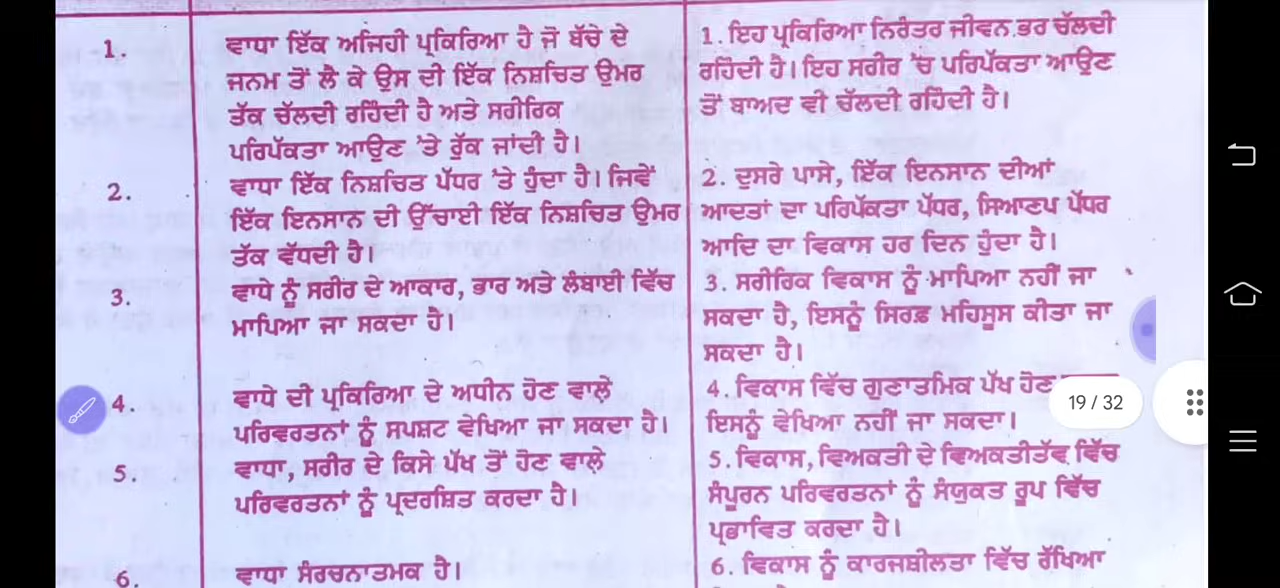 1. ਵਾਧਾ ਇੱਕ ਅਜਿਹੀ ਪ੍ਰਕਿਰਿਆ ਹੈ ਜੋ ਬੱਚੇ ਦੇ
ਜਨਮ ਤੋਂ ਲੈ ਕੇ ਉਸ ਦੀ ਇੱਕ ਨਿਸ਼ਚਿਤ ਉਮਰ
ਤੱਕ ਚੱਲਦੀ ਰਹਿੰਦੀ ਹੈ ਅਤੇ ਸਰੀਰਿਕ
ਪਰਿਪੱਕਤਾ ਆਉਣ 'ਤੇ ਰੁੱਕ ਜਾਂਦੀ ਹੈ।
1. ਇਹ ਪ੍ਰਕਿਰਿਆ ਨਿਰੰਤਰ ਜੀਵਨ ਭਰ ਚੱਲਦੀ
ਰਹਿੰਦੀ ਹੈ। ਇਹ ਸਰੀਰ 'ਚ ਪਰਿਪੱਕਤਾ ਆਉਣ
ਤੋਂ ਬਾਅਦ ਵੀ ਚੱਲਦੀ ਰਹਿੰਦੀ ਹੈ।
2. ਵਾਧਾ ਇੱਕ ਨਿਸ਼ਚਿਤ ਪੱਧਰ 'ਤੇ ਹੁੰਦਾ ਹੈ। ਜਿਵੇਂ
ਇੱਕ ਇਨਸਾਨ ਦੀ ਉੱਚਾਈ ਇੱਕ ਨਿਸ਼ਚਿਤ ਉਮਰ
ਤੱਕ ਵੱਧਦੀ ਹੈ।
2. ਦੂਸਰੇ ਪਾਸੇ, ਇੱਕ ਇਨਸਾਨ ਦੀਆਂ
ਆਦਤਾਂ ਦਾ ਪਰਿਪੱਕਤਾ ਪੱਧਰ, ਸਿਆਣਪ ਪੱਧਰ
ਆਦਿ ਦਾ ਵਿਕਾਸ ਹਰ ਦਿਨ ਹੁੰਦਾ ਹੈ।
3. ਵਾਧੇ ਨੂੰ ਸਰੀਰ ਦੇ ਆਕਾਰ, ਭਾਰ ਅਤੇ ਲੰਬਾਈ ਵਿੱਚ
ਮਾਪਿਆ ਜਾ ਸਕਦਾ ਹੈ।
3. ਸਰੀਰਿਕ ਵਿਕਾਸ ਨੂੰ ਮਾਪਿਆ ਨਹੀਂ ਜਾ
ਸਕਦਾ ਹੈ, ਇਸਨੂੰ ਸਿਰਫ਼ ਮਹਿਸੂਸ ਕੀਤਾ ਜਾ
ਸਕਦਾ ਹੈ।
4. ਵਾਧੇ ਦੀ ਪ੍ਰਕਿਰਿਆ ਦੇ ਅਧੀਨ ਹੋਣ ਵਾਲੇ
ਪਰਿਵਰਤਨਾਂ ਨੂੰ ਸਪਸ਼ਟ ਵੇਖਿਆ ਜਾ ਸਕਦਾ ਹੈ।
4. ਵਿਕਾਸ ਵਿੱਚ ਗੁਣਾਤਮਿਕ ਪੱਖ ਹੋਣ
ਇਸਨੂੰ ਵੇਖਿਆ ਨਹੀਂ ਜਾ ਸਕਦਾ।
5. ਵਾਧਾ, ਸਰੀਰ ਦੇ ਕਿਸੇ ਪੱਖ ਤੋਂ ਹੋਣ ਵਾਲੇ
ਪਰਿਵਰਤਨਾਂ ਨੂੰ ਪ੍ਰਦਰਸ਼ਿਤ ਕਰਦਾ ਹੈ।
5. ਵਿਕਾਸ, ਵਿਅਕਤੀ ਦੇ ਵਿਅਕਤੀਤੱਵ ਵਿੱਚ
ਸੰਪੂਰਨ ਪਰਿਵਰਤਨਾਂ ਨੂੰ ਸੰਯੁਕਤ ਰੂਪ ਵਿੱਚ
ਪ੍ਰਭਾਵਿਤ ਕਰਦਾ ਹੈ।
6. ਵਾਧਾ ਸੰਰਚਨਾਤਮਕ ਹੈ।
6. ਵਿਕਾਸ ਨੂੰ ਕਾਰਜਸ਼ੀਲਤਾ ਵਿੱਚ ਰੱਖਿਆ
19 / 32